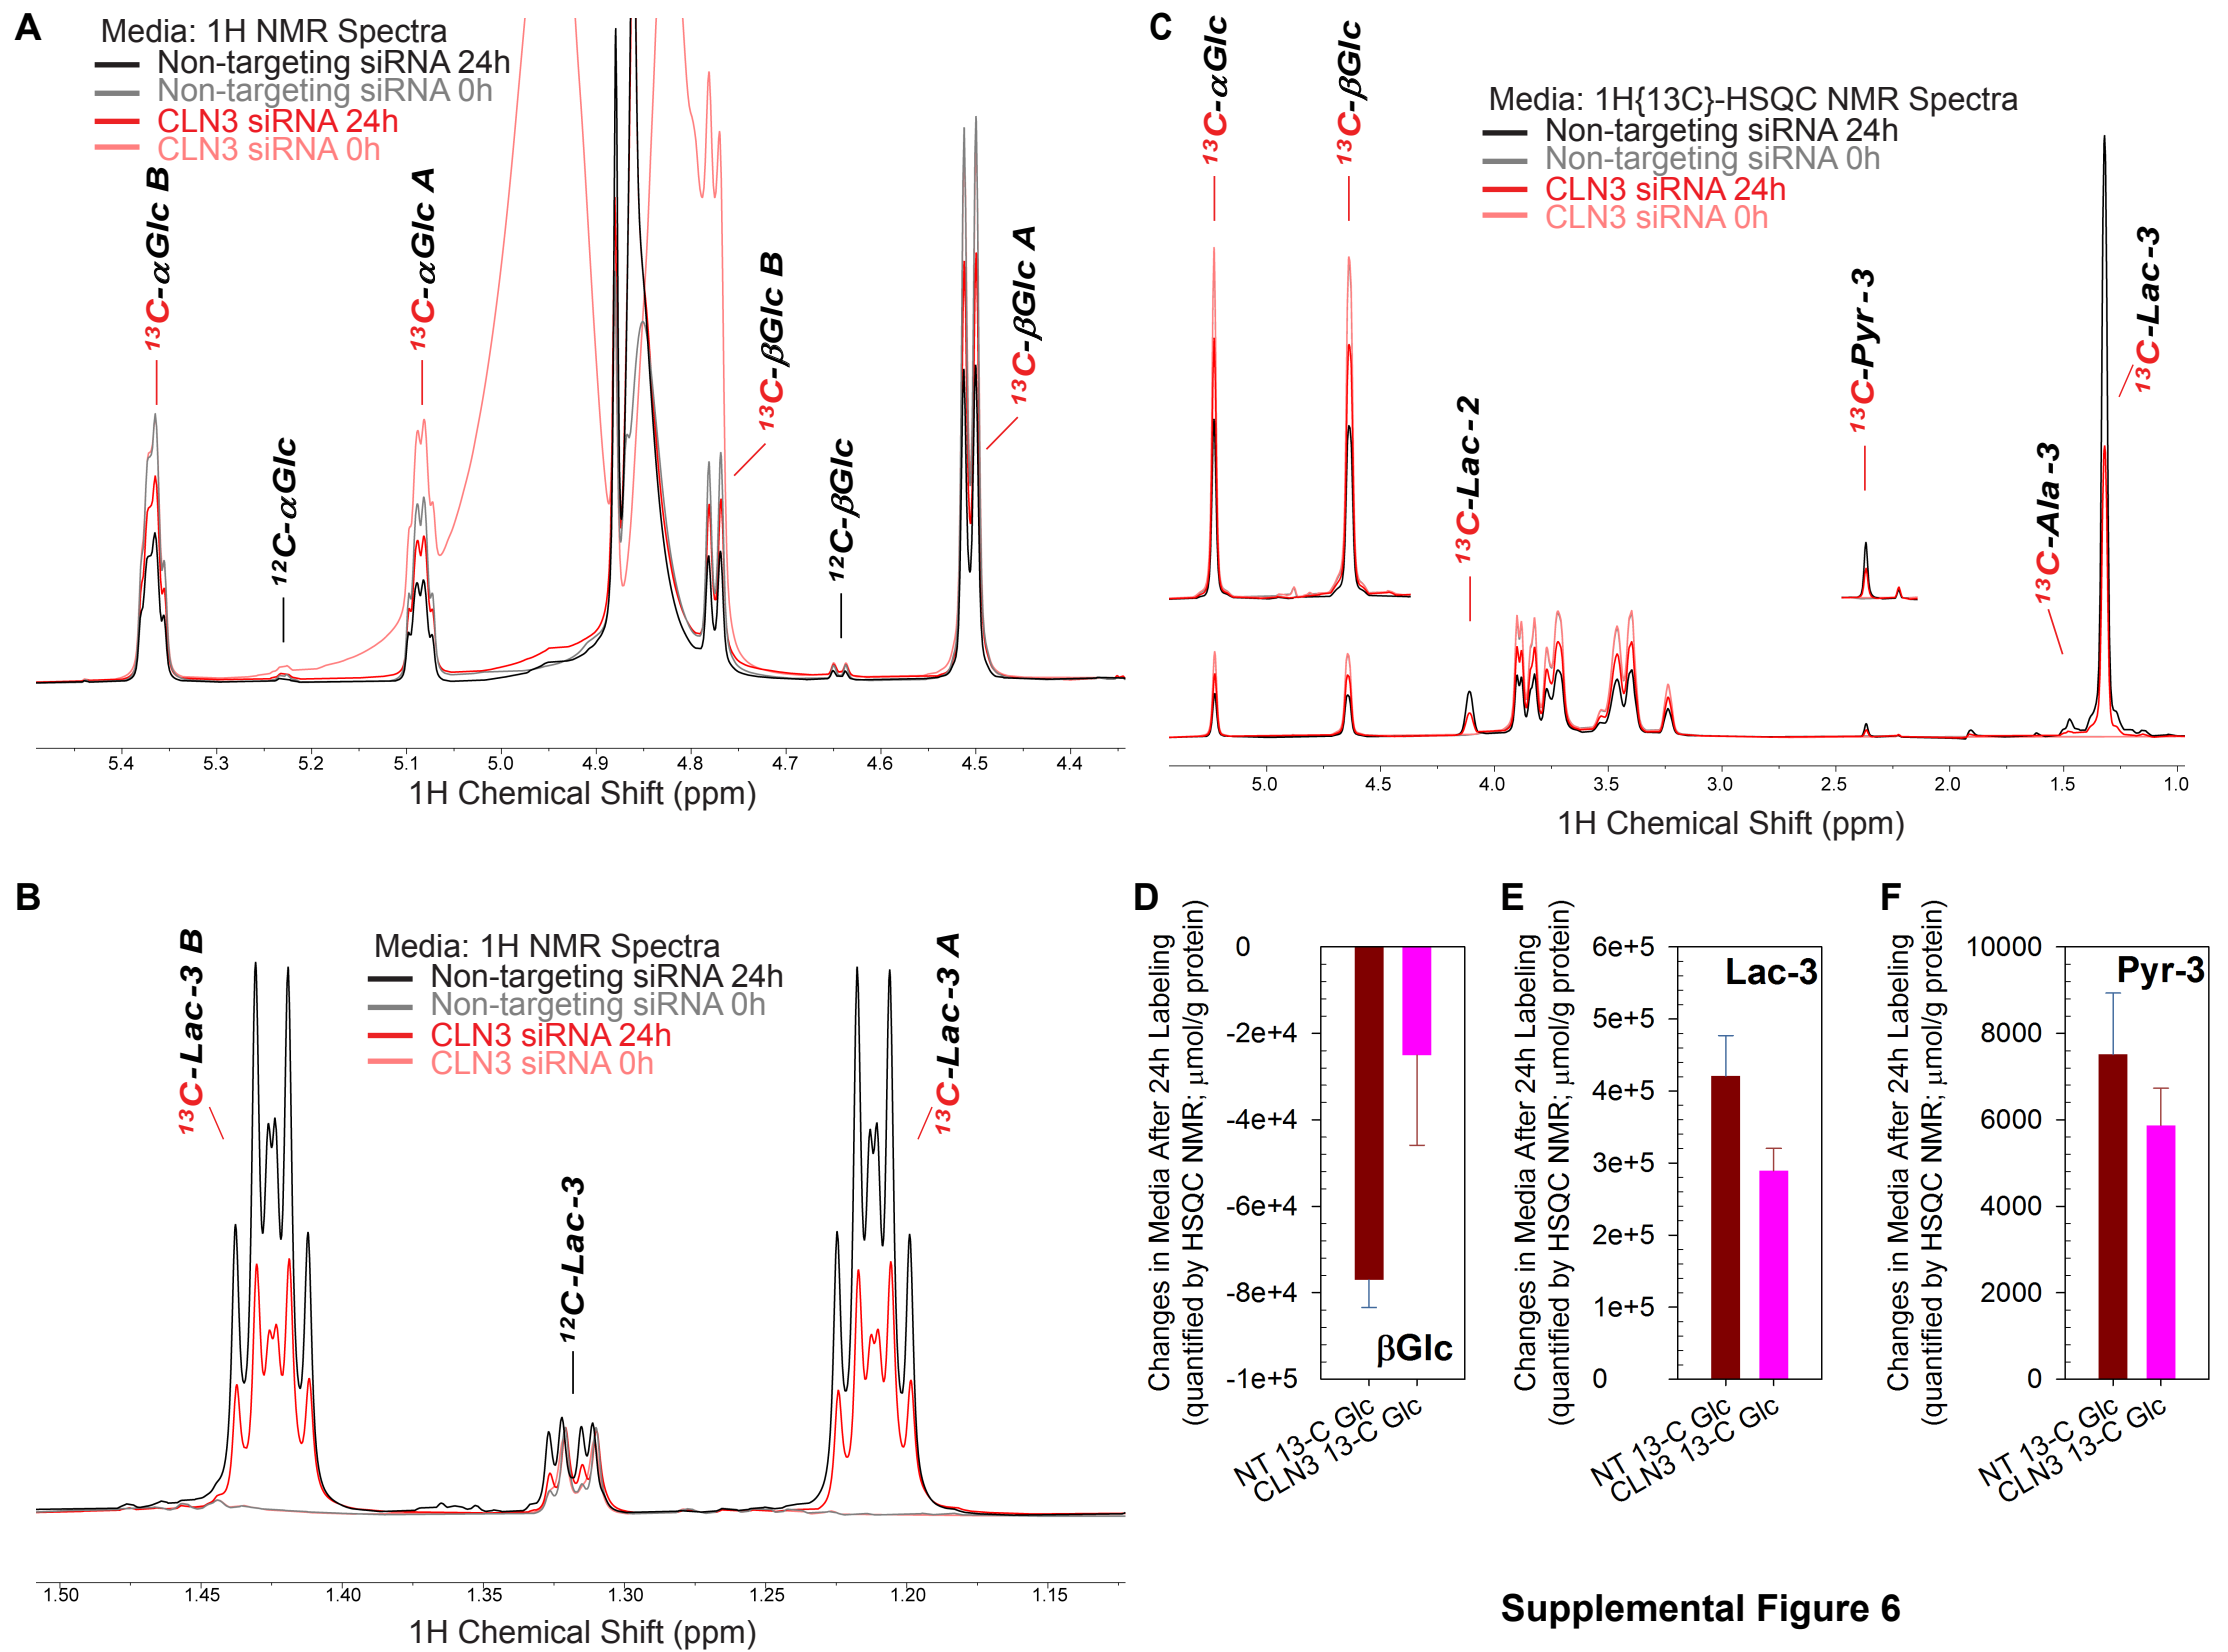 A
Media: 1H NMR Spectra
Non-targeting siRNA 24h
Non-targeting siRNA 0h
CLN3 siRNA 24h
CLN3 siRNA 0h
13C-αGlc B
12C-αGlc
13C-αGlc A
13C-βGlc B
12C-βGlc
13C-βGlc A
5.4 5.3 5.2 5.1 5.0 4.9 4.8 4.7 4.6 4.5 4.4
1H Chemical Shift (ppm)
B
Media: 1H NMR Spectra
Non-targeting siRNA 24h
Non-targeting siRNA 0h
CLN3 siRNA 24h
CLN3 siRNA 0h
13C-Lac-3 B
12C-Lac-3
13C-Lac-3 A
1.50 1.45 1.40 1.35 1.30 1.25 1.20 1.15
1H Chemical Shift (ppm)
C
Media: 1H{13C}-HSQC NMR Spectra
Non-targeting siRNA 24h
Non-targeting siRNA 0h
CLN3 siRNA 24h
CLN3 siRNA 0h
13C-αGlc
13C-βGlc
13C-Lac-2
13C-Pyr-3
13C-Ala-3
13C-Lac-3
5.0 4.5 4.0 3.5 3.0 2.5 2.0 1.5 1.0
1H Chemical Shift (ppm)
D
Changes in Media After 24h Labeling
(quantified by HSQC NMR; μmol/g protein)
0
-2e+4
-4e+4
-6e+4
-8e+4
-1e+5
βGlc
NT 13-C Glc
CLN3 13-C Glc
E
Changes in Media After 24h Labeling
(quantified by HSQC NMR; μmol/g protein)
6e+5
5e+5
4e+5
3e+5
2e+5
1e+5
0
Lac-3
NT 13-C Glc
CLN3 13-C Glc
F
Changes in Media After 24h Labeling
(quantified by HSQC NMR; μmol/g protein)
10000
8000
6000
4000
2000
0
Pyr-3
NT 13-C Glc
CLN3 13-C Glc
Supplemental Figure 6